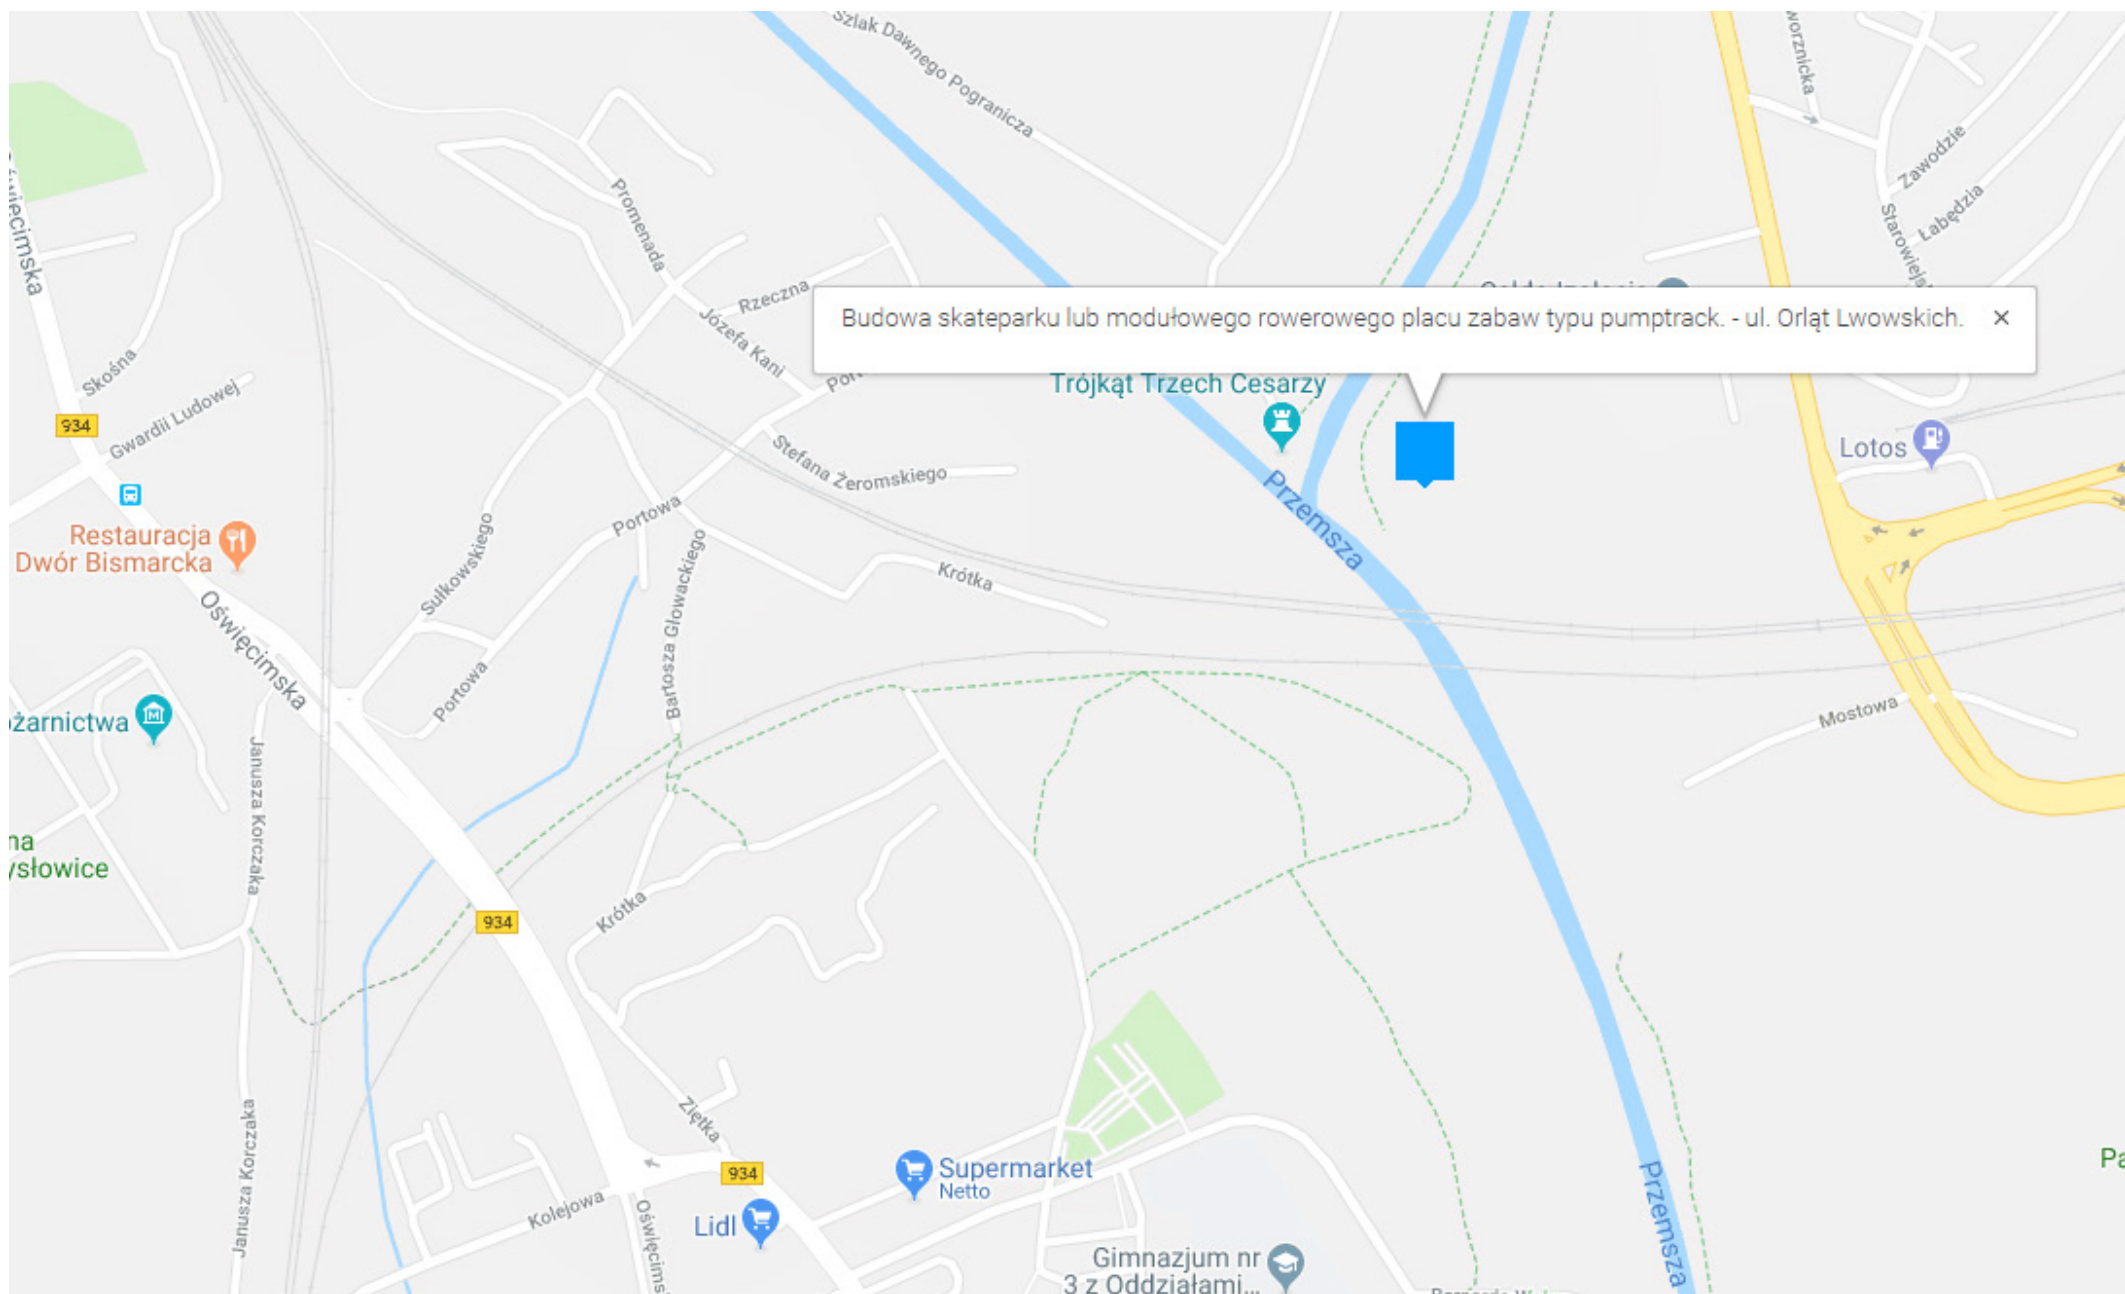 Szlak Dawnego Pogranicza
Zawodzie
Łabędzia
Promenada
Rzeczna
Józefa Kani
Budowa skateparku lub modułowego rowerowego placu zabaw typu pumptrack. - ul. Orląt Lwowskich. ×
Skośna
Gwardii Ludowej
934
Trójkąt Trzech Cesarzy
Lotos
Stefana Żeromskiego
Portowa
Przemsza
Restauracja
Dwór Bismarcka
Sułkowskiego
Bartosza Głowackiego
Krótka
Oświęcimska
Portowa
Mostowa
Janusza Korczaka
Krótka
934
Ziętka
Janusza Korczaka
934
Supermarket
Netto
Kolejowa
Lidl
Przemsza
Gimnazjum nr
3 z Oddziałami...